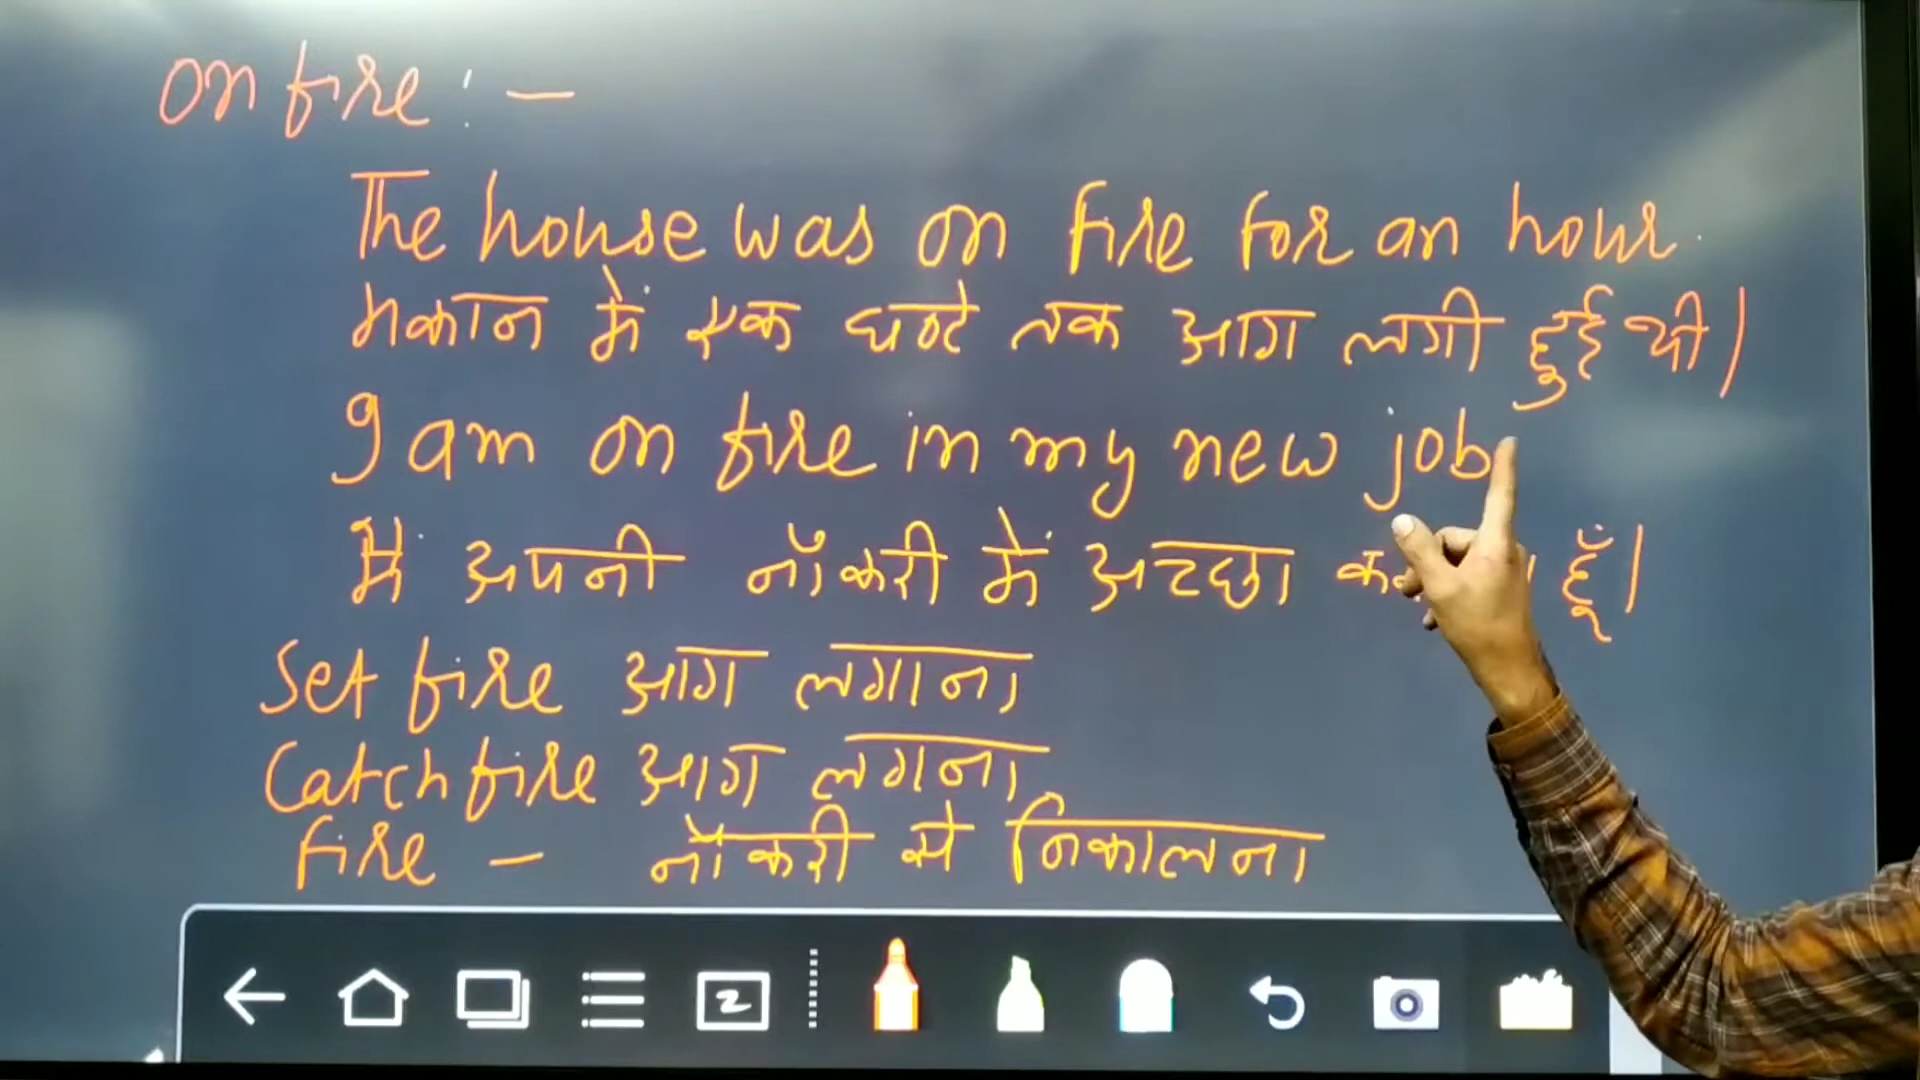 on fire :-
The house was on fire for an hour.
मकान में एक घण्टे तक आग लगी हुई थी।
I am on fire in my new job
मैं अपनी नौकरी में अच्छा हूँ।
Set fire आग लगाना
Catch fire आग लगना
fire - नौकरी से निकालना
2